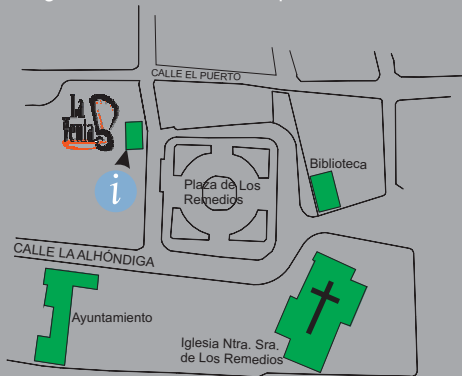 CALLE EL PUERTO
La
Venta
i
Biblioteca
Plaza de Los
Remedios
CALLE LA ALHÓNDIGA
Ayuntamiento
Iglesia Ntra. Sra.
de Los Remedios